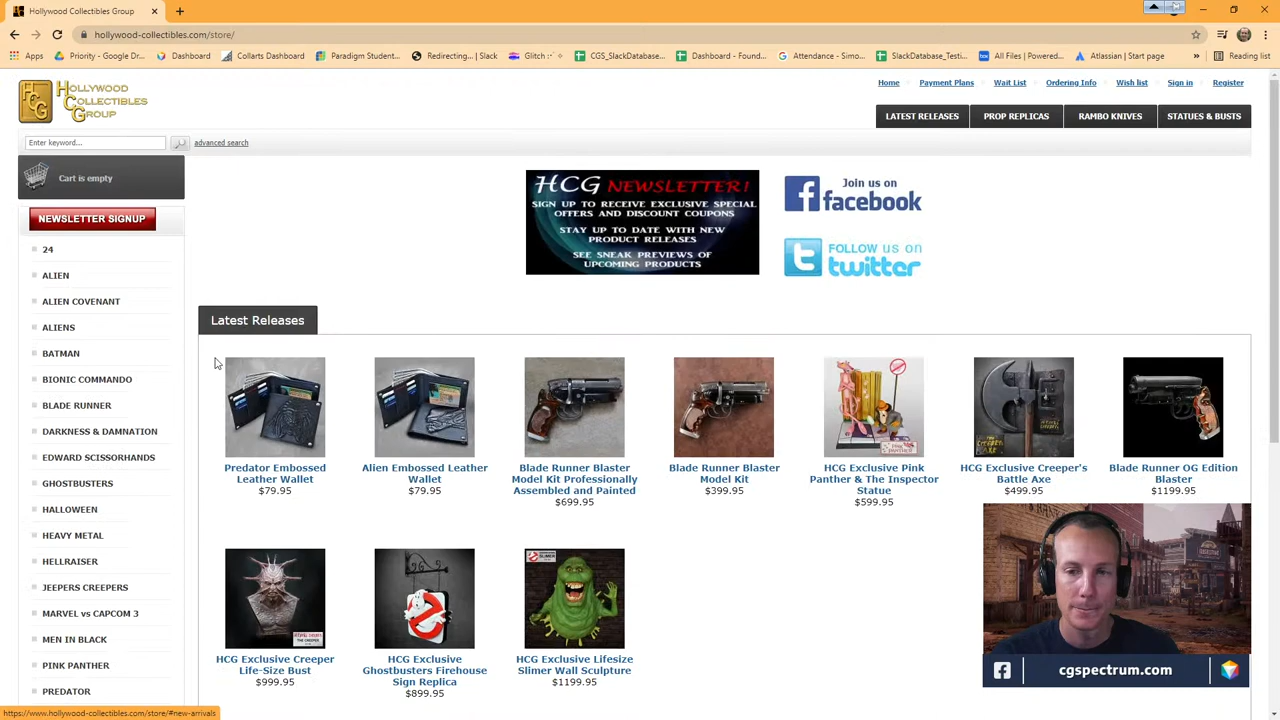 Hollywood Collectibles Group
hollywood-collectibles.com/store/
Apps
Priority - Google Dr...
Dashboard
Collarts Dashboard
Paradigm Student...
Redirecting... | Slack
Glitch :・
CGS_SlackDatabase...
Dashboard - Found...
Attendance - Simo...
SlackDatabase_Testi...
All Files | Powered...
Atlassian | Start page
Reading list
HCG
HOLLYWOOD
COLLECTIBLES
GROUP
Home
Payment Plans
Wait List
Ordering Info
Wish list
Sign in
Register
LATEST RELEASES
PROP REPLICAS
RAMBO KNIVES
STATUES & BUSTS
Enter keyword...
advanced search
Cart is empty
NEWSLETTER SIGNUP
24
ALIEN
ALIEN COVENANT
ALIENS
BATMAN
BIONIC COMMANDO
BLADE RUNNER
DARKNESS & DAMNATION
EDWARD SCISSORHANDS
GHOSTBUSTERS
HALLOWEEN
HEAVY METAL
HELLRAISER
JEEPERS CREEPERS
MARVEL vs CAPCOM 3
MEN IN BLACK
PINK PANTHER
PREDATOR
HCG NEWSLETTER!
SIGN UP TO RECEIVE EXCLUSIVE SPECIAL
OFFERS AND DISCOUNT COUPONS
STAY UP TO DATE WITH NEW
PRODUCT RELEASES
SEE SNEAK PREVIEWS OF
UPCOMING PRODUCTS
Join us on
facebook
FOLLOW us on
twitter
Latest Releases
Predator Embossed
Leather Wallet
$79.95
Alien Embossed Leather
Wallet
$79.95
Blade Runner Blaster
Model Kit Professionally
Assembled and Painted
$699.95
Blade Runner Blaster
Model Kit
$399.95
HCG Exclusive Pink
Panther & The Inspector
Statue
$599.95
HCG Exclusive Creeper's
Battle Axe
$499.95
Blade Runner OG Edition
Blaster
$1199.95
HCG Exclusive Creeper
Life-Size Bust
$999.95
HCG Exclusive
Ghostbusters Firehouse
Sign Replica
$899.95
HCG Exclusive Lifesize
Slimer Wall Sculpture
$1199.95
cgspectrum.com
https://www.hollywood-collectibles.com/store/#new-arrivals